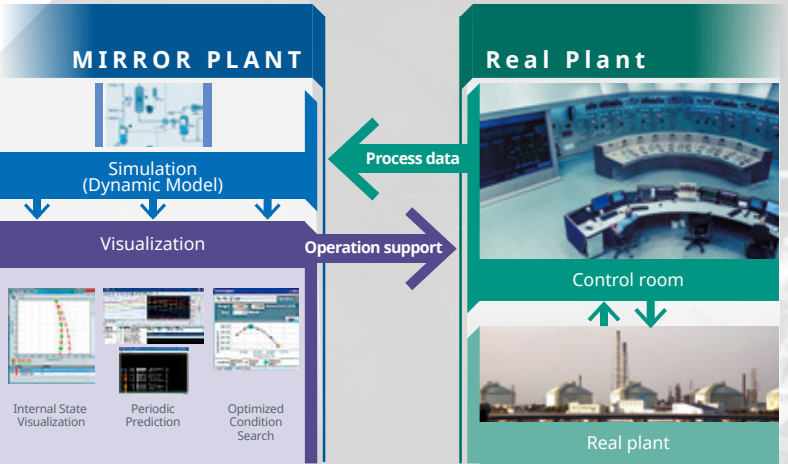 MIRROR PLANT
Real Plant
Simulation
(Dynamic Model)
Process data
Visualization
Operation support
Control room
Internal State
Visualization
Periodic
Prediction
Optimized
Condition
Search
Real plant